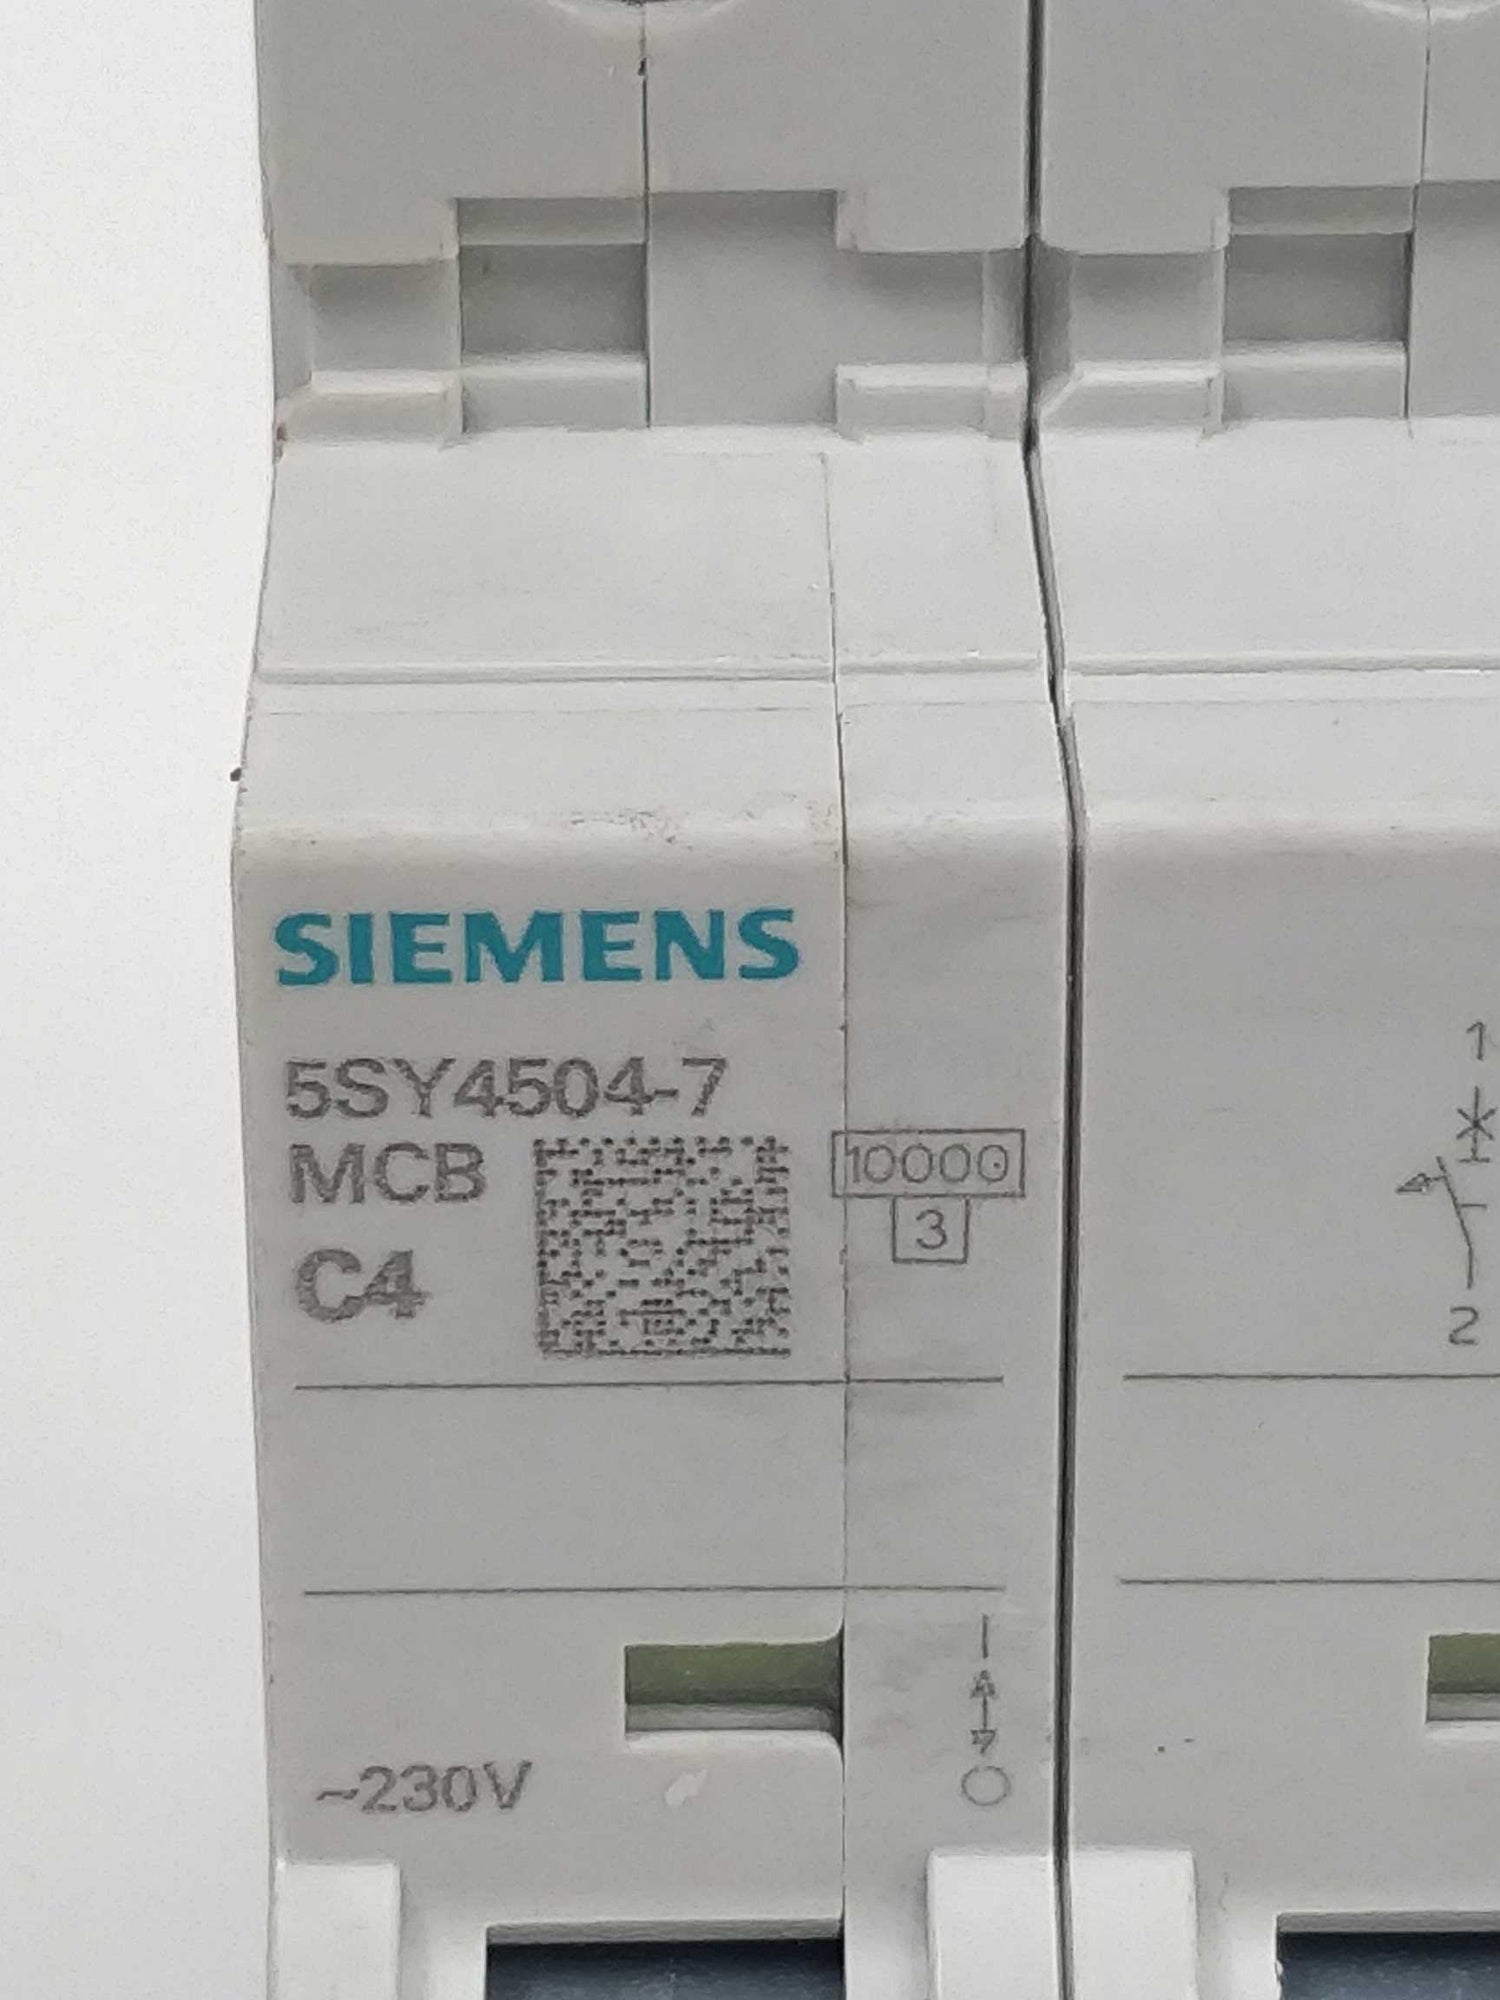 SIEMENS
5SY4504-7
MCB
C4
10000
3
1
2
~230V